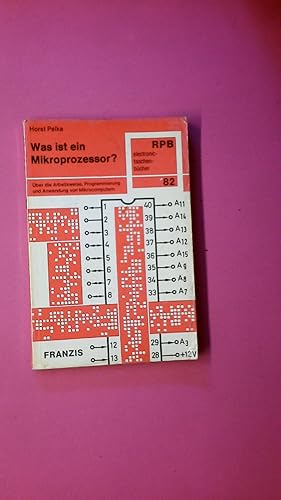 Horst Pelka
Was ist ein
Mikroprozessor?
Über die Arbeitsweise, Programmierung
und Anwendung von Mikrocomputern
RPB
electronic-
taschen-
bücher
82
1 40 A11
2 39 A14
3 38 A13
4 37 A12
5 36 A15
6 35 A9
7 34 A8
8 33 A7
FRANZIS
12 29 A3
13 28 +12V